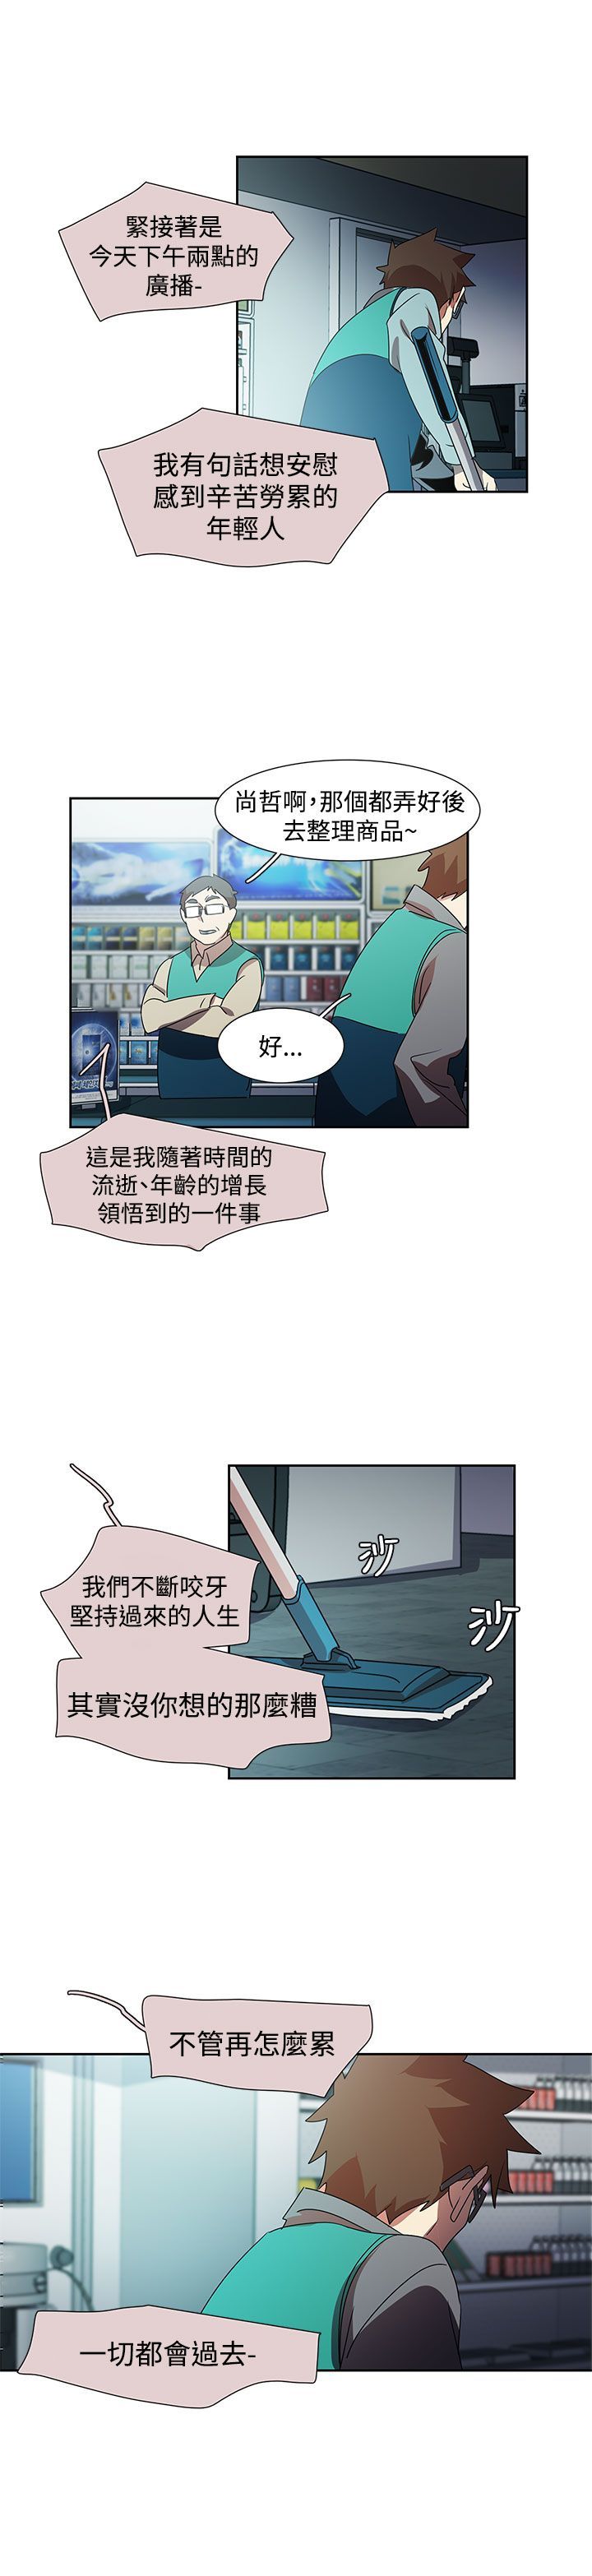 緊接著是
今天下午兩點的
廣播-
我有句話想安慰
感到辛苦勞累的
年輕人
尚哲啊,那個都弄好後
去整理商品~
好...
這是我隨著時間的
流逝、年齡的增長
領悟到的一件事
我們不斷咬牙
堅持過來的人生
沙
沙
其實沒你想的那麼糟
不管再怎麼累
一切都會過去-